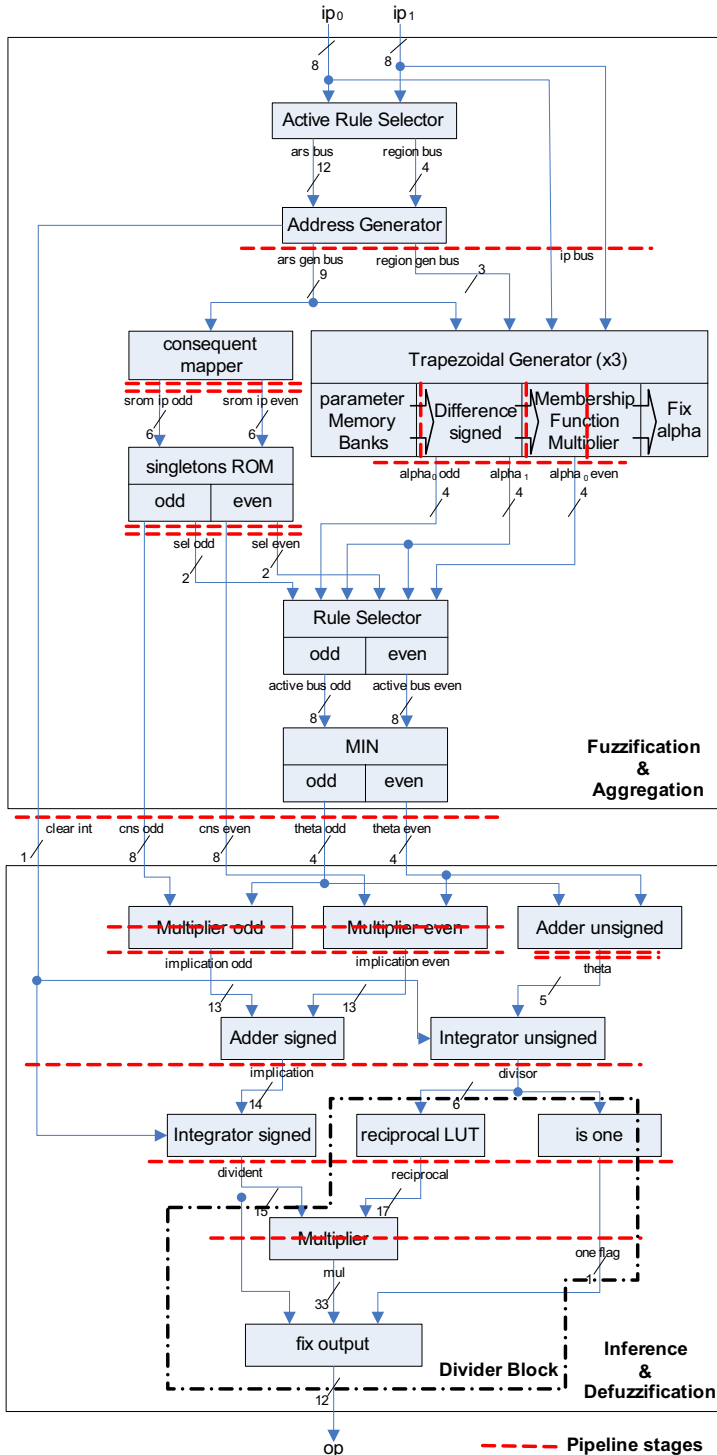 ip0 ip1
8 8
Active Rule Selector
ars bus region bus
12 4
Address Generator
ars gen bus region gen bus ip bus
9 3
consequent
mapper
Trapezoidal Generator (x3)
parameter
Memory
Banks
Difference
signed
Membership
Function
Multiplier
Fix
alpha
srom ip odd srom ip even
6 6
singletons ROM
odd even
alpha0 odd alpha1 alpha0 even
4 4 4
sel odd sel even
2 2
Rule Selector
odd even
active bus odd active bus even
8 8
MIN
odd even
Fuzzification
&
Aggregation
clear int cns odd cns even theta odd theta even
1 8 8 4 4
Multiplier odd Multiplier even Adder unsigned
implication odd implication even theta
13 13 5
Adder signed Integrator unsigned
implication divisor
14 6
Integrator signed reciprocal LUT is one
divident reciprocal
15 17
Multiplier
mul one flag
33 1
fix output
Divider Block
Inference
&
Defuzzification
12
op
Pipeline stages